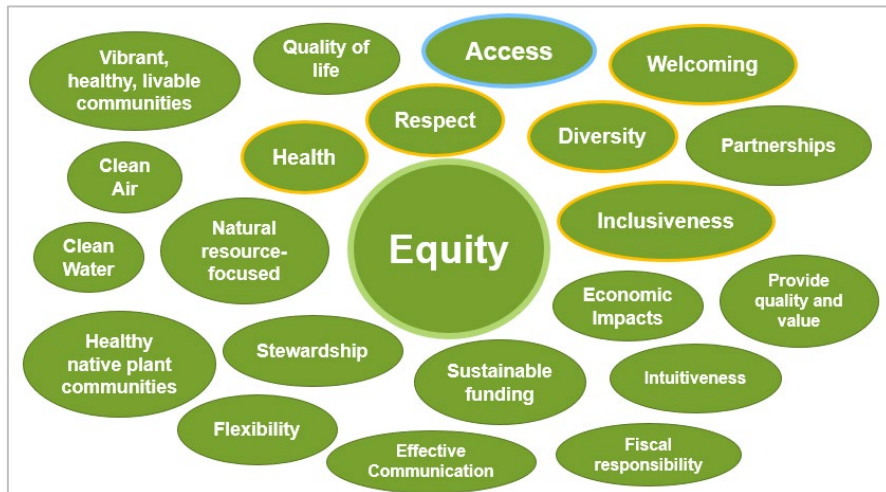 Vibrant,
healthy, livable
communities
Quality of
life
Access
Welcoming
Respect
Diversity
Partnerships
Health
Clean
Air
Inclusiveness
Natural
resource-
focused
Equity
Clean
Water
Economic
Impacts
Provide
quality and
value
Healthy
native plant
communities
Stewardship
Sustainable
funding
Intuitiveness
Flexibility
Effective
Communication
Fiscal
responsibility